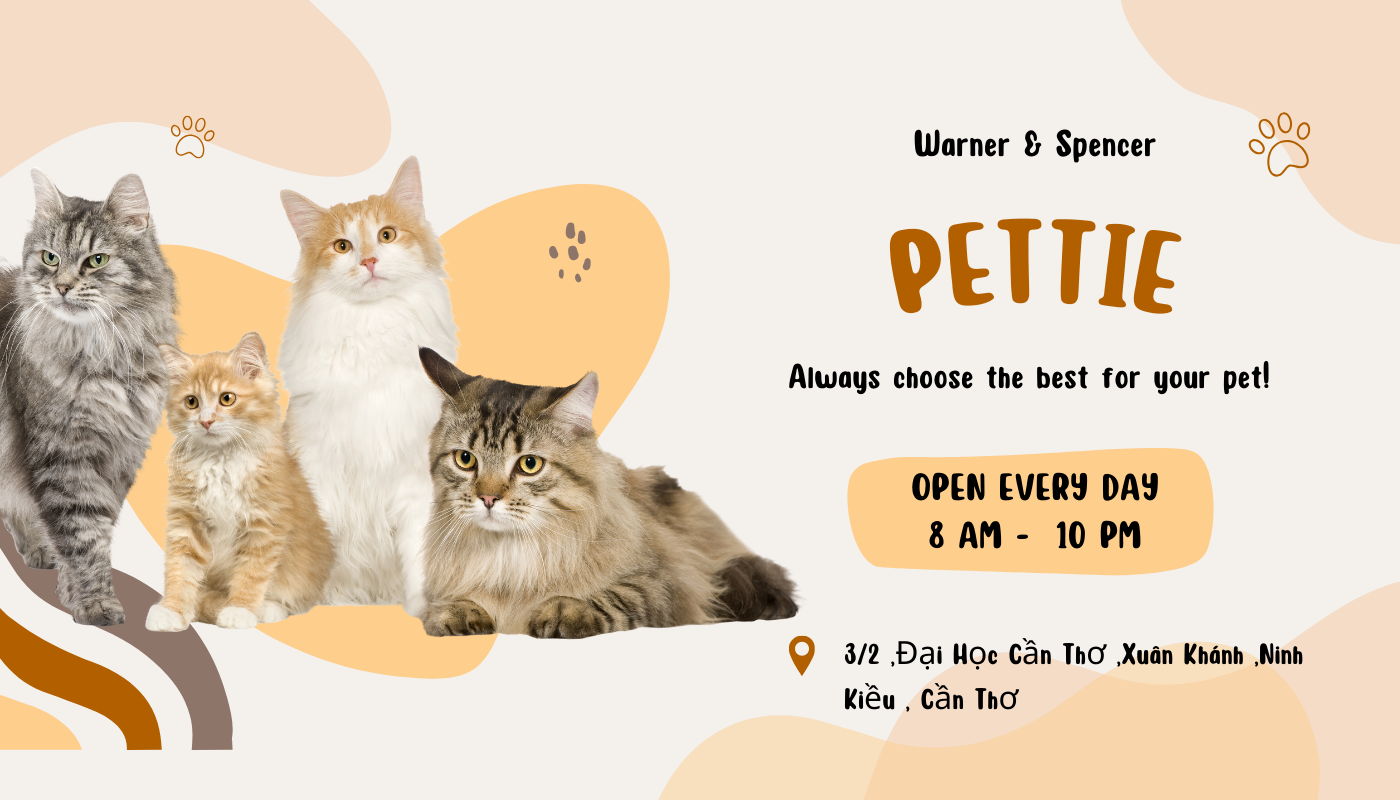 Warner & Spencer
PETTIE
Always choose the best for your pet!
OPEN EVERY DAY
8 AM - 10 PM
3/2 ,Đại Học Cần Thơ ,Xuân Khánh ,Ninh
Kiều , Cần Thơ